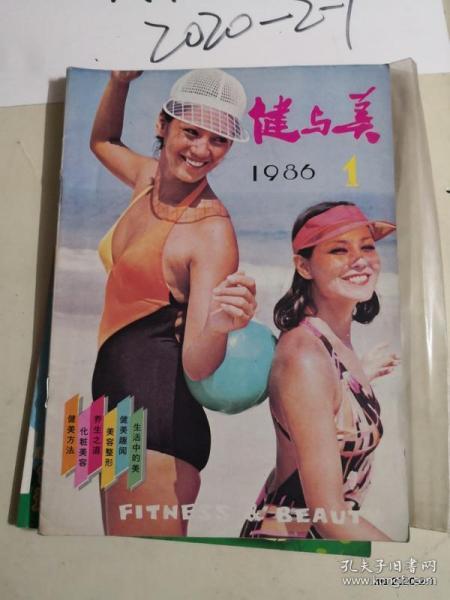 2020-2-1
健与美
1986 1
健美方法
化粧美容
养生之道
美容整形
健美趣闻
生活中的美
FITNESS & BEAUTY
孔夫子旧书网